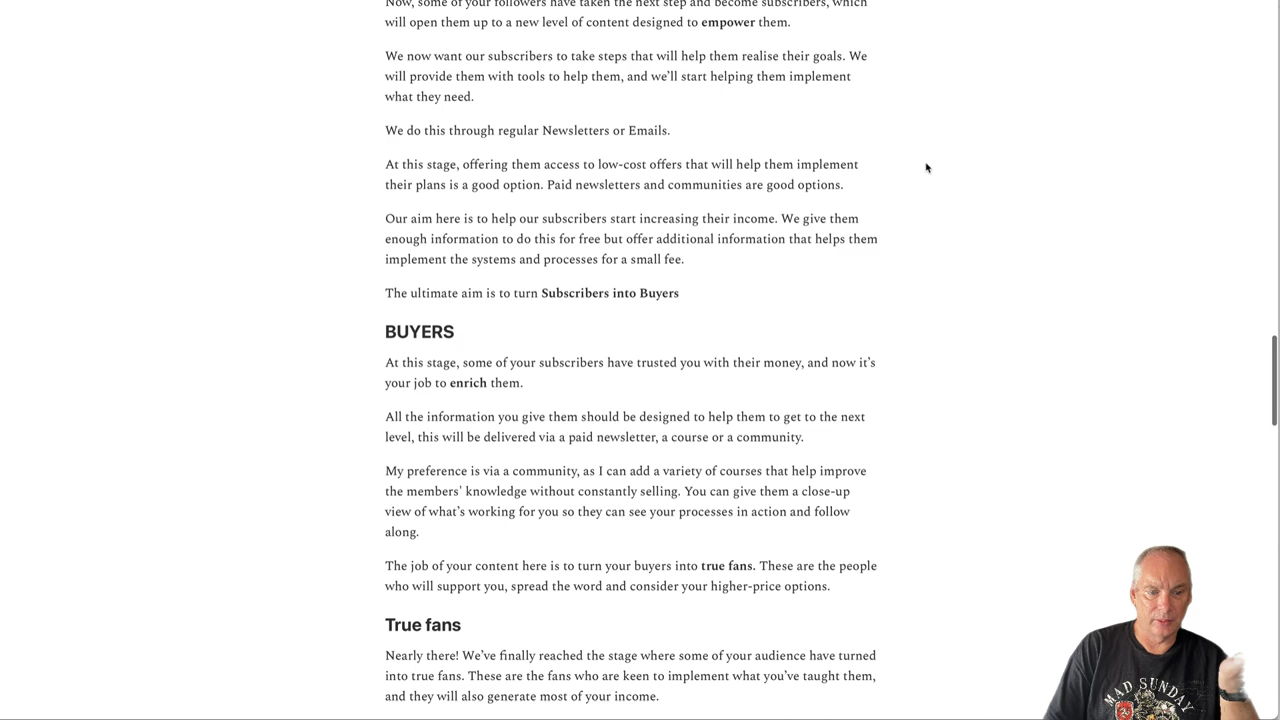 Now, some of your followers have taken the next step and become subscribers, which
will open them up to a new level of content designed to empower them.
We now want our subscribers to take steps that will help them realise their goals. We
will provide them with tools to help them, and we’ll start helping them implement
what they need.
We do this through regular Newsletters or Emails.
At this stage, offering them access to low-cost offers that will help them implement
their plans is a good option. Paid newsletters and communities are good options.
Our aim here is to help our subscribers start increasing their income. We give them
enough information to do this for free but offer additional information that helps them
implement the systems and processes for a small fee.
The ultimate aim is to turn Subscribers into Buyers
BUYERS
At this stage, some of your subscribers have trusted you with their money, and now it’s
your job to enrich them.
All the information you give them should be designed to help them to get to the next
level, this will be delivered via a paid newsletter, a course or a community.
My preference is via a community, as I can add a variety of courses that help improve
the members' knowledge without constantly selling. You can give them a close-up
view of what’s working for you so they can see your processes in action and follow
along.
The job of your content here is to turn your buyers into true fans. These are the people
who will support you, spread the word and consider your higher-price options.
True fans
Nearly there! We’ve finally reached the stage where some of your audience have turned
into true fans. These are the fans who are keen to implement what you’ve taught them,
and they will also generate most of your income.
MAD SUNDAY